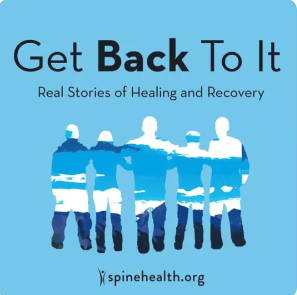 Get Back To It
Real Stories of Healing and Recovery
spinehealth.org